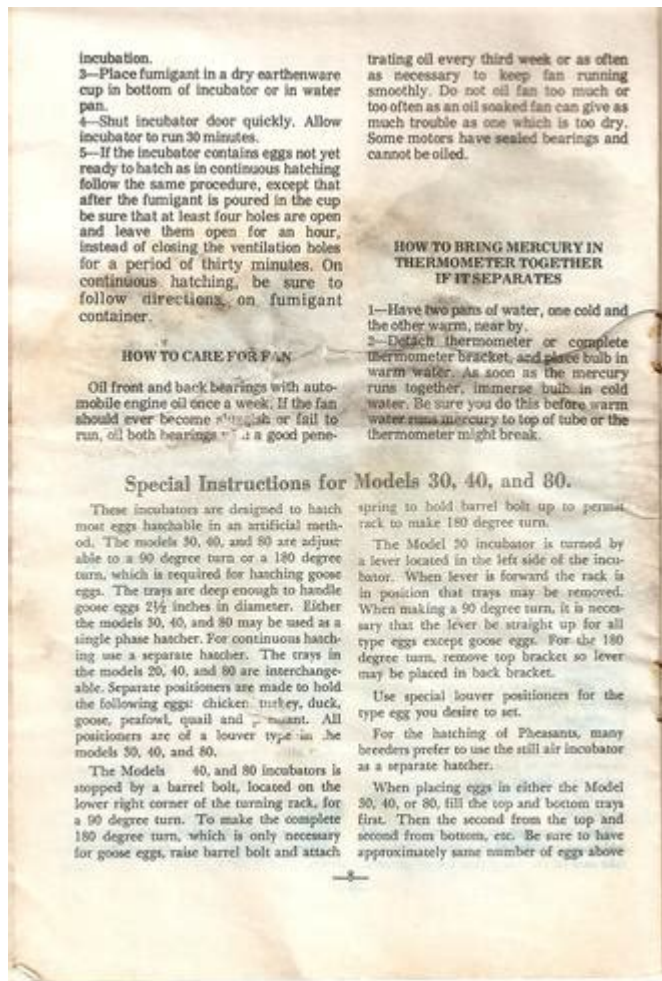 incubation.
3—Place fumigant in a dry earthenware
cup in bottom of incubator or in water
pan.
4—Shut incubator door quickly. Allow
incubator to run 30 minutes.
5—If the incubator contains eggs not yet
ready to hatch as in continuous hatching
follow the same procedure, except that
after the fumigant is poured in the cup
be sure that at least four holes are open
and leave them open for an hour,
instead of closing the ventilation holes
for a period of thirty minutes. On
continuous hatching, be sure to
follow directions, on fumigant
container.
HOW TO CARE FOR FAN
Oil front and back bearings with auto-
mobile engine oil once a week. If the fan
should ever become sluggish or fail to
run, oil both bearings a good pene-
trating oil every third week or as often
as necessary to keep fan running
smoothly. Do not oil fan too much or
too often as an oil soaked fan can give as
much trouble as one which is too dry.
Some motors have sealed bearings and
cannot be oiled.
HOW TO BRING MERCURY IN
THERMOMETER TOGETHER
IF IT SEPARATES
1—Have two pans of water, one cold and
the other warm, near by.
2—Detach thermometer or complete
thermometer bracket, and place bulb in
warm water. As soon as the mercury
runs together, immerse bulb in cold
water. Be sure you do this before warm
water runs mercury to top of tube or the
thermometer might break.
Special Instructions for Models 30, 40, and 80.
These incubators are designed to hatch
most eggs hatchable in an artificial meth-
od. The models 30, 40, and 80 are adjust-
able to a 90 degree turn or a 180 degree
turn, which is required for hatching goose
eggs. The trays are deep enough to handle
goose eggs 2½ inches in diameter. Either
the models 30, 40, and 80 may be used as a
single phase hatcher. For continuous hatch-
ing use a separate hatcher. The trays in
the models 20, 40, and 80 are interchange-
able. Separate positioners are made to hold
the following eggs: chicken, turkey, duck,
goose, peafowl, quail and All
positioners are of a louver type in the
models 30, 40, and 80.
The Models 40, and 80 incubators is
stopped by a barrel bolt, located on the
lower right corner of the turning rack, for
a 90 degree turn. To make the complete
180 degree turn, which is only necessary
for goose eggs, raise barrel bolt and attach
spring to hold barrel bolt up to permit
rack to make 180 degree turn.
The Model 30 incubator is turned by
a lever located in the left side of the incu-
bator. When lever is forward the rack is
in position that trays may be removed.
When making a 90 degree turn, it is neces-
sary that the lever be straight up for all
type eggs except goose eggs. For the 180
degree turn, remove top bracket so lever
may be placed in back bracket.
Use special louver positioners for the
type egg you desire to set.
For the hatching of Pheasants, many
breeders prefer to use the still air incubator
as a separate hatcher.
When placing eggs in either the Model
30, 40, or 80, fill the top and bottom trays
first. Then the second from the top and
second from bottom, etc. Be sure to have
approximately same number of eggs above
—8—